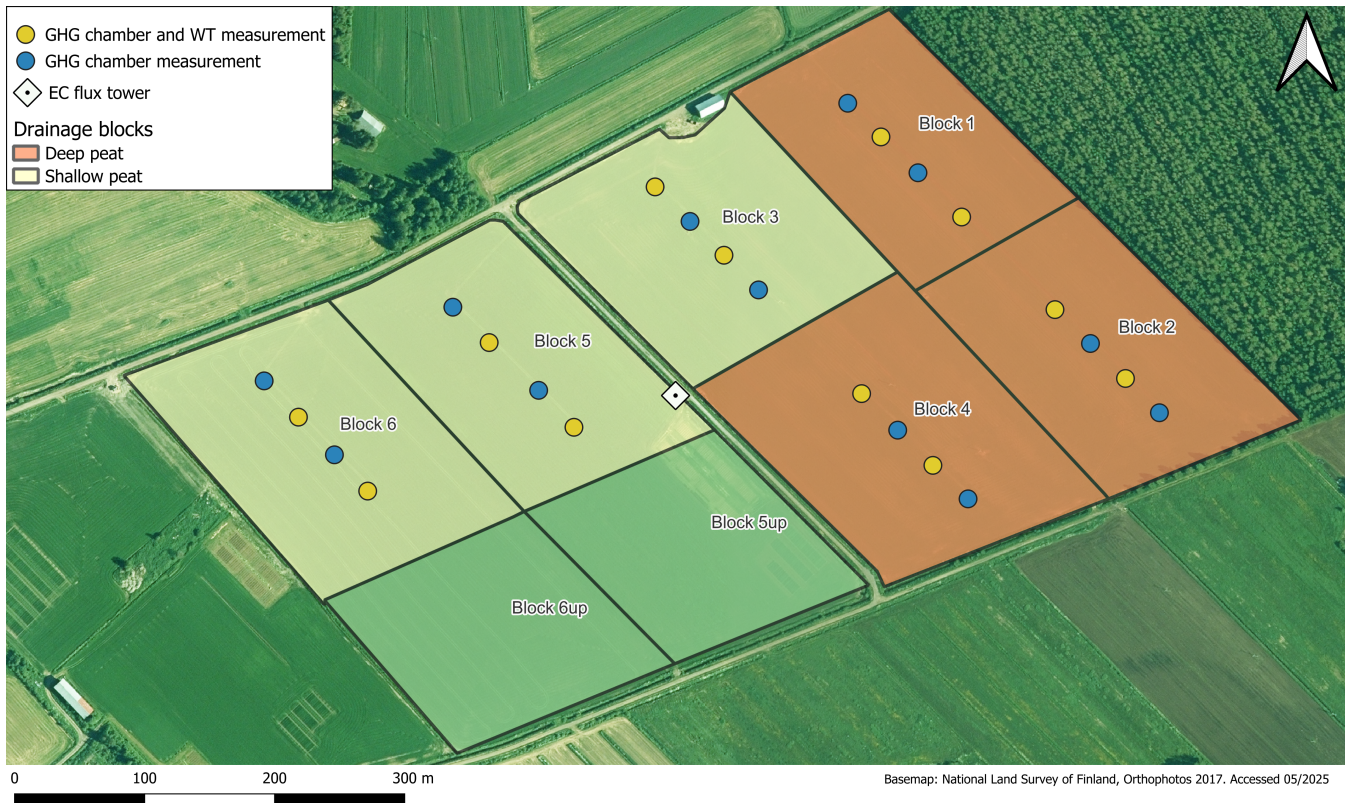 GHG chamber and WT measurement
GHG chamber measurement
EC flux tower
Drainage blocks
Deep peat
Shallow peat
Block 1
Block 3
Block 2
Block 5
Block 4
Block 6
Block 5up
Block 6up
0 100 200 300 m
Basemap: National Land Survey of Finland, Orthophotos 2017. Accessed 05/2025